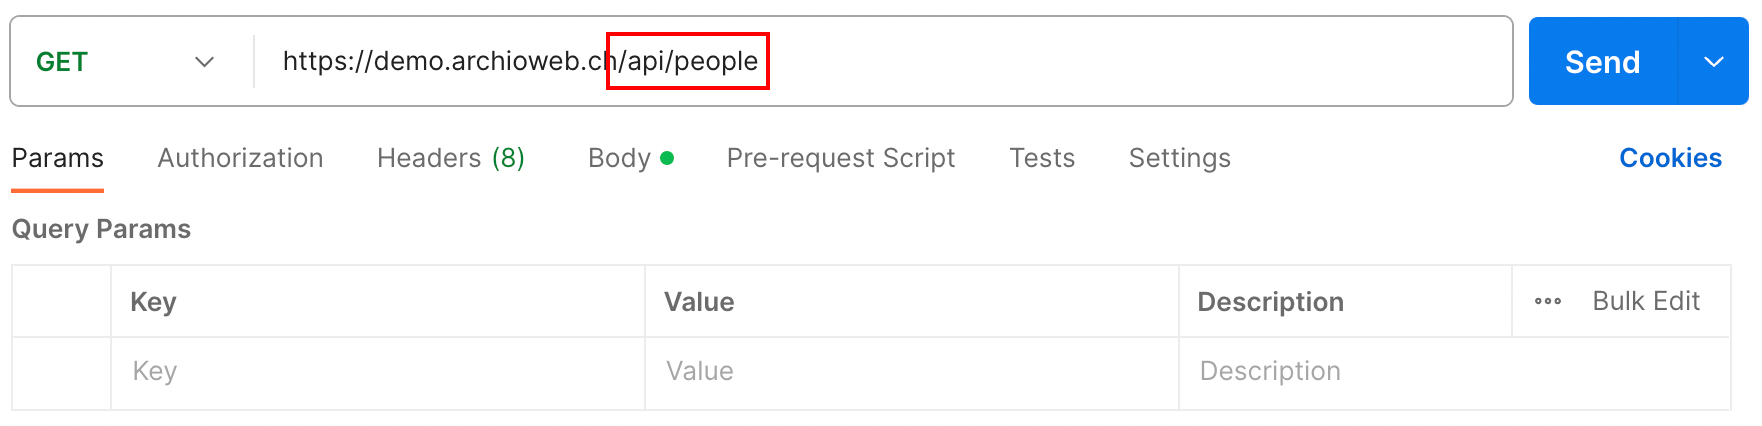 GET https://demo.archioweb.ch/api/people Send
Params Authorization Headers (8) Body Pre-request Script Tests Settings Cookies
Query Params
Key Value Description Bulk Edit
Key Value Description